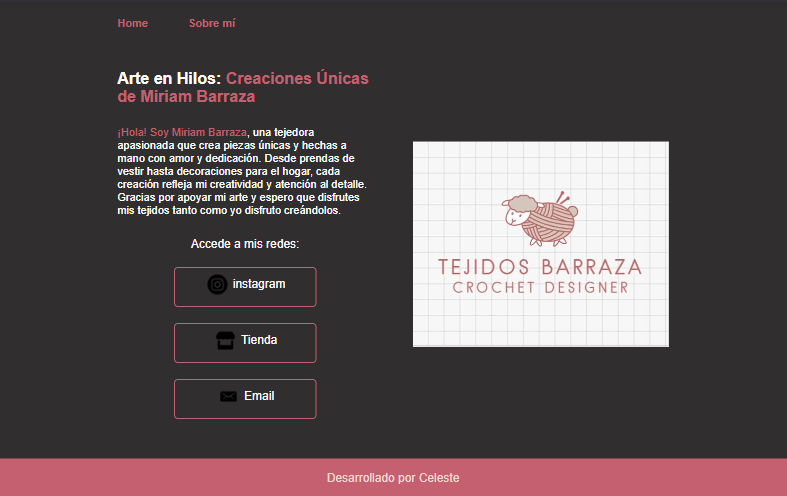 Home
Sobre mí
Arte en Hilos: Creaciones Únicas
de Miriam Barraza
¡Hola! Soy Miriam Barraza, una tejedora
apasionada que crea piezas únicas y hechas a
mano con amor y dedicación. Desde prendas de
vestir hasta decoraciones para el hogar, cada
creación refleja mi creatividad y atención al detalle.
Gracias por apoyar mi arte y espero que disfrutes
mis tejidos tanto como yo disfruto creándolos.
Accede a mis redes:
instagram
Tienda
Email
TEJIDOS BARRAZA
CROCHET DESIGNER
Desarrollado por Celeste